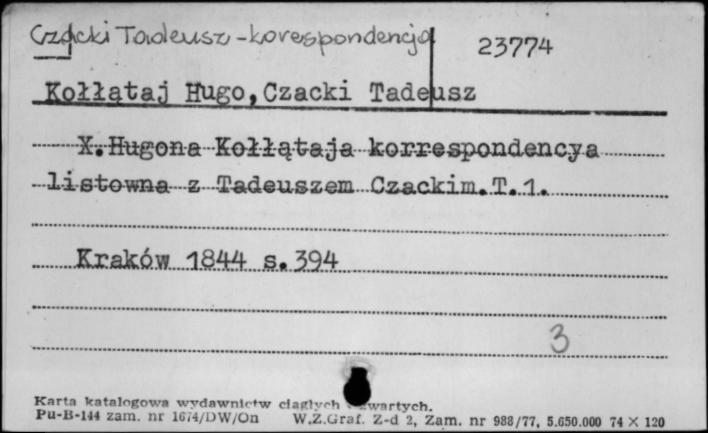 Czacki Tadeusz - korespondencja
23774
Kołłątaj Hugo, Czacki Tadeusz
X. Hugona Kołłątaja korrespondencya
listowna z Tadeuszem Czackim. T. 1.
Kraków 1844 s. 394
3
Karta katalogowa wydawnictw ciągłych zwartych.
Pu-B-144 zam. nr 1674/DW/On W.Z.Graf. Z-d 2, Zam. nr 988/77, 5.650.000 74 X 120